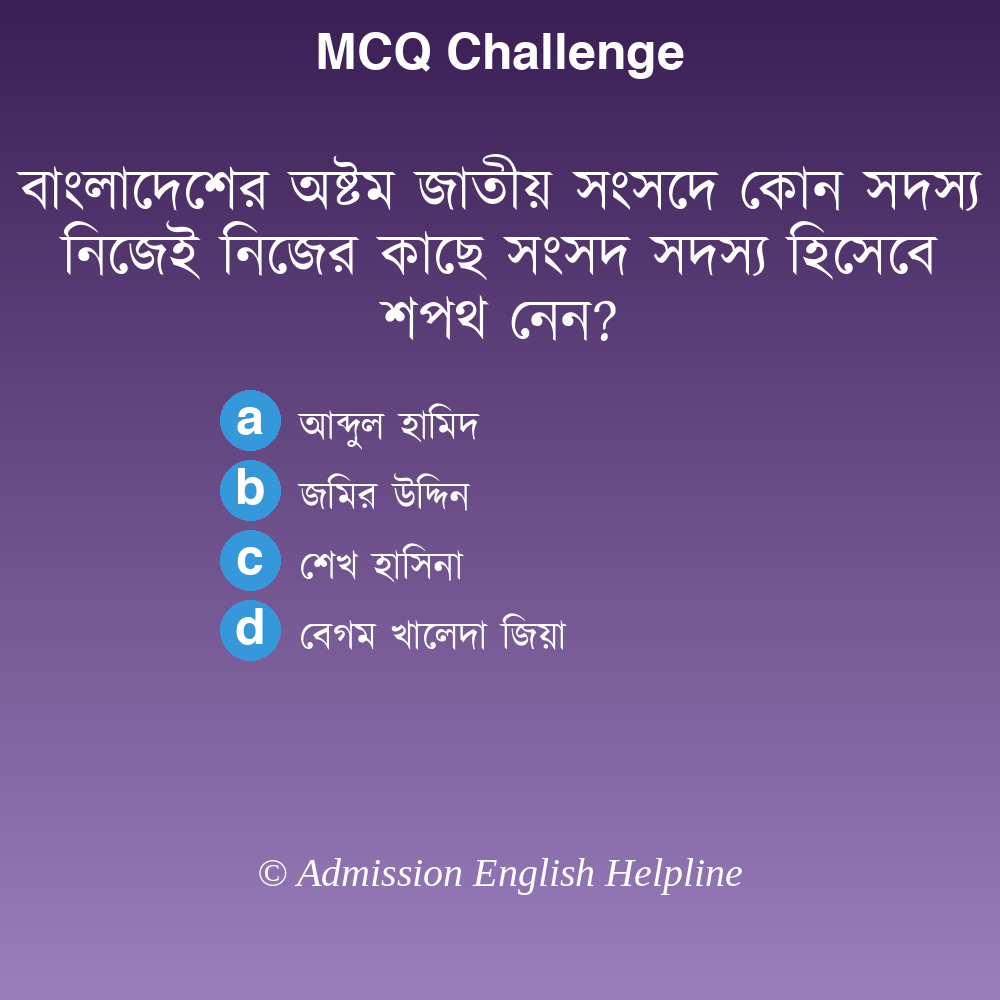 MCQ Challenge
বাংলাদেশের অষ্টম জাতীয় সংসদে কোন সদস্য
নিজেই নিজের কাছে সংসদ সদস্য হিসেবে
শপথ নেন?
a আব্দুল হামিদ
b জমির উদ্দিন
c শেখ হাসিনা
d বেগম খালেদা জিয়া
© Admission English Helpline